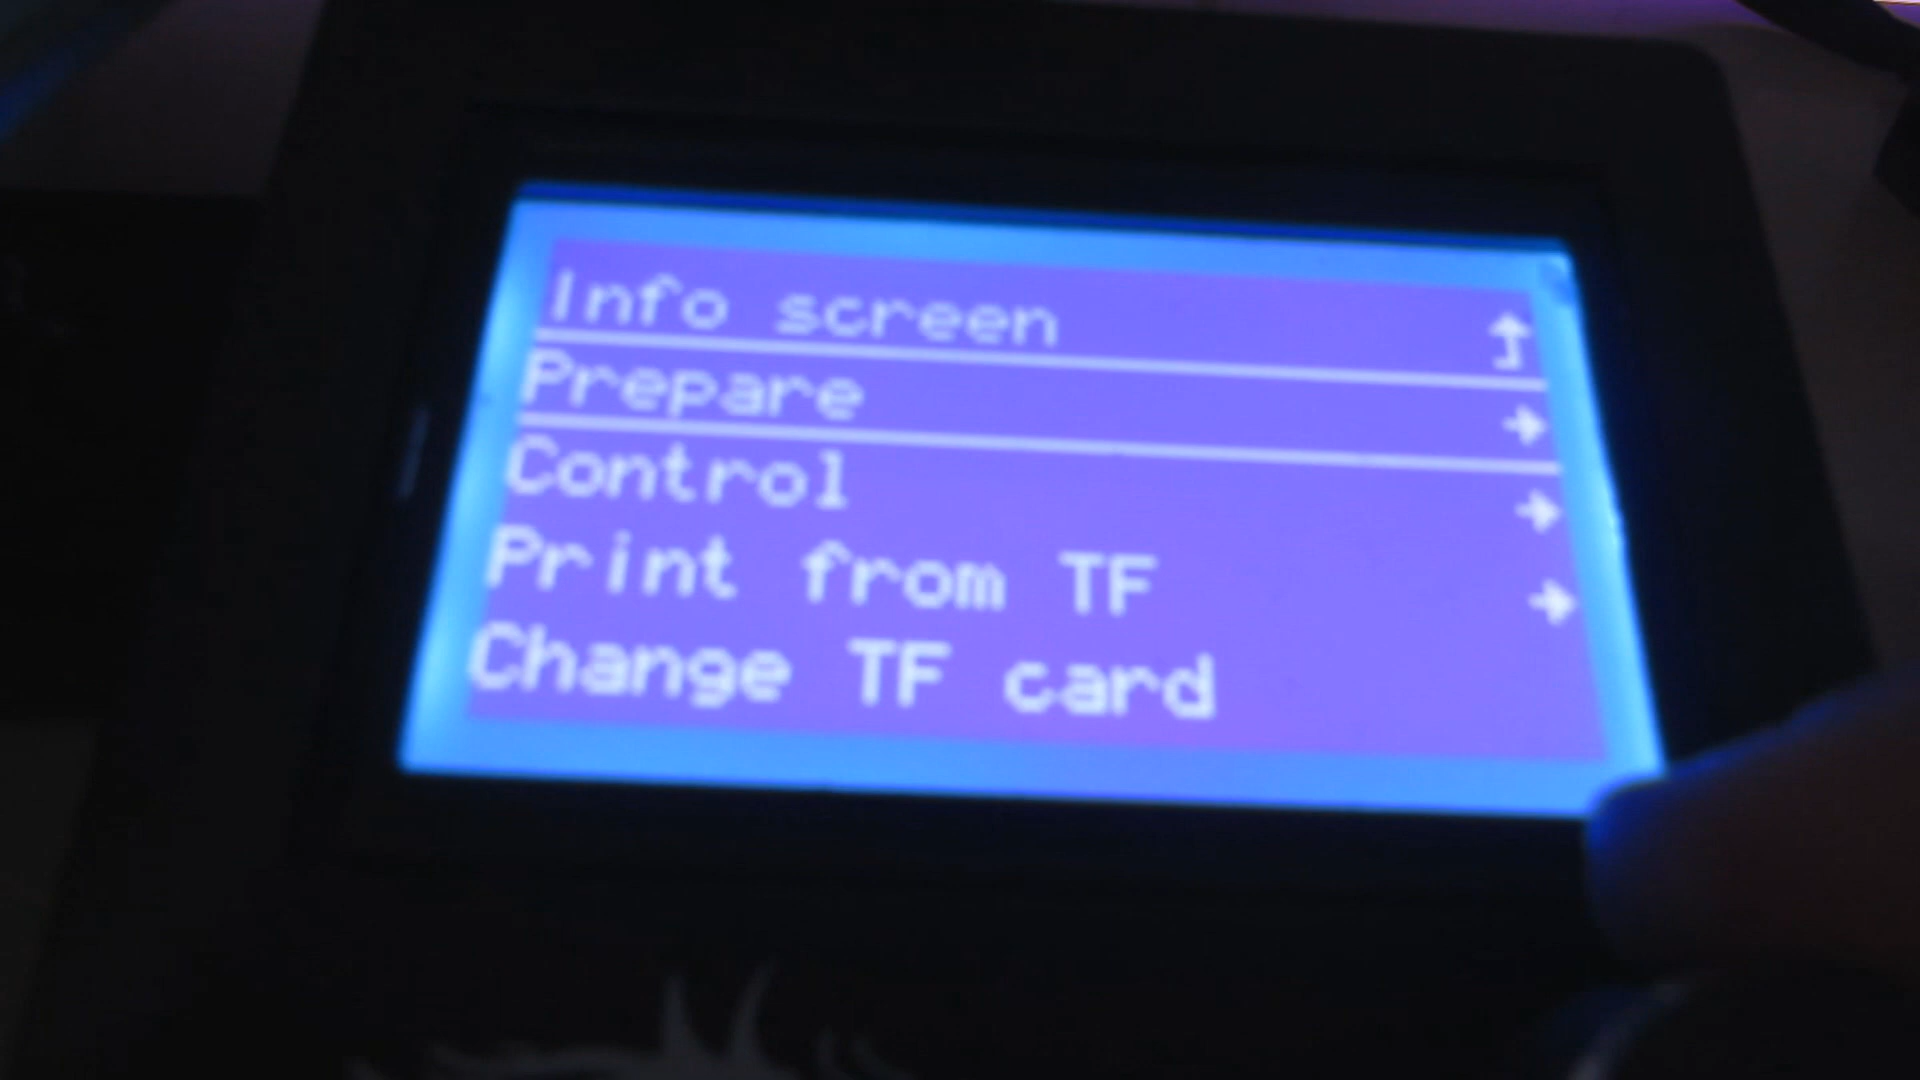 Info screen
Prepare
Control
Print from TF
Change TF card